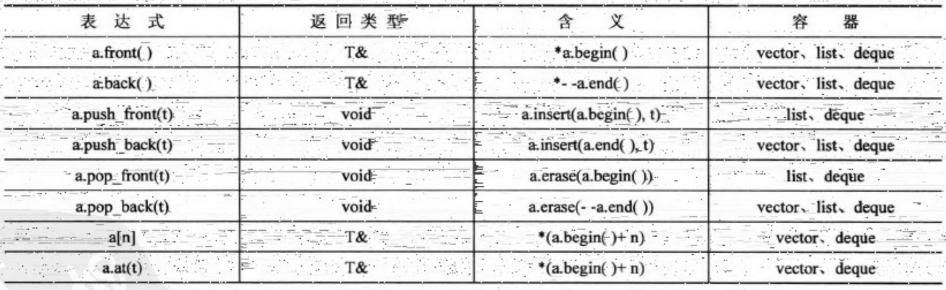 表 达 式 返 回 类 型 含 义 容 器
a.front( ) T& *a.begin( ) vector、list、deque
a.back( ) T& *- -a.end( ) vector、list、deque
a.push_front(t) void a.insert(a.begin( ), t) list、deque
a.push_back(t) void a.insert(a.end( ), t) vector、list、deque
a.pop_front(t) void a.erase(a.begin( )) list、deque
a.pop_back(t) void a.erase(- -a.end( )) vector、list、deque
a[n] T& *(a.begin( )+ n) vector、deque
a.at(t) T& *(a.begin( )+ n) vector、deque